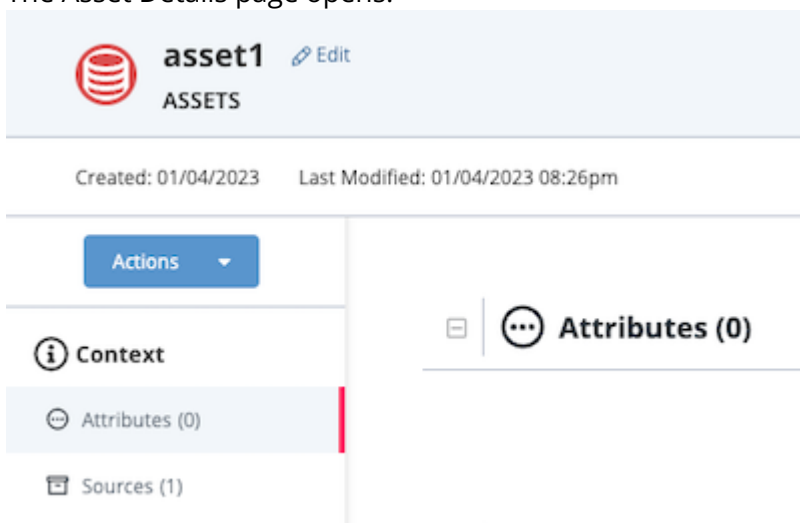 The Asset Details page opens.
asset1 Edit
ASSETS
Created: 01/04/2023 Last Modified: 01/04/2023 08:26pm
Actions
Context
Attributes (0)
Sources (1)
Attributes (0)